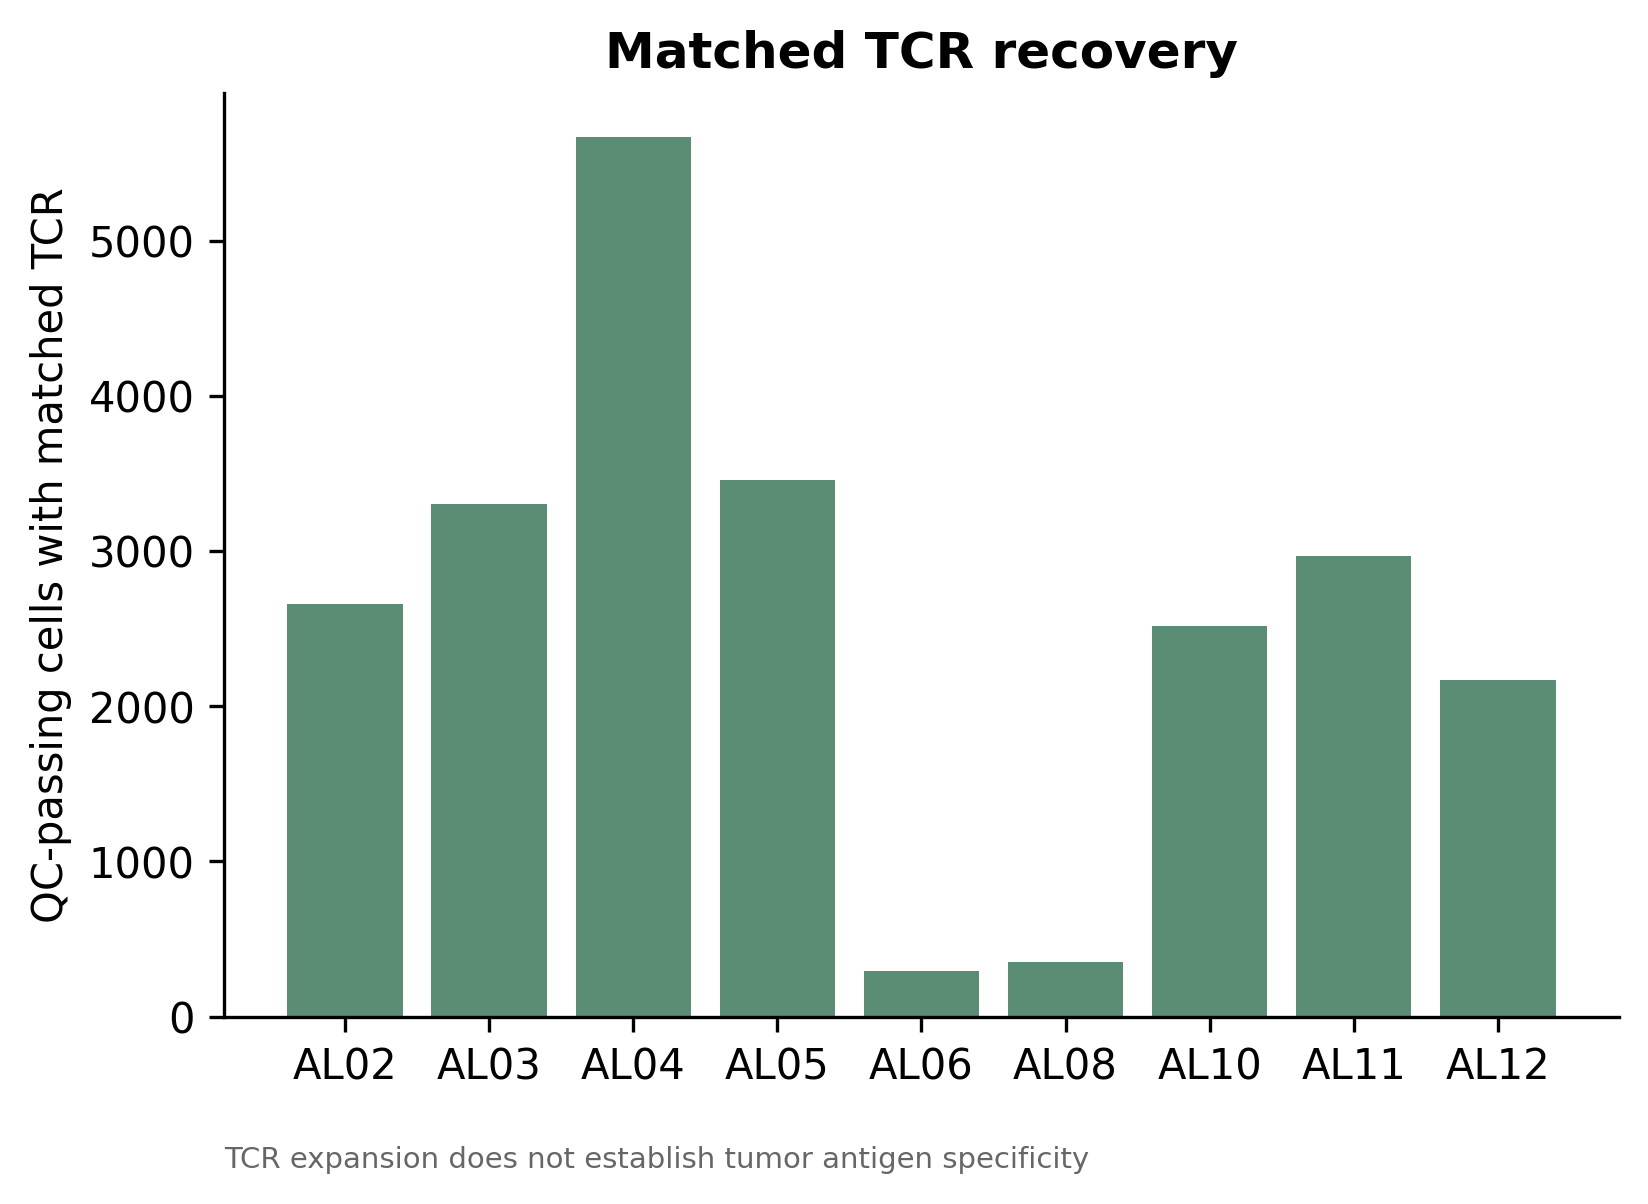 Matched TCR recovery
QC-passing cells with matched TCR
5000
4000
3000
2000
1000
0
AL02 AL03 AL04 AL05 AL06 AL08 AL10 AL11 AL12
TCR expansion does not establish tumor antigen specificity